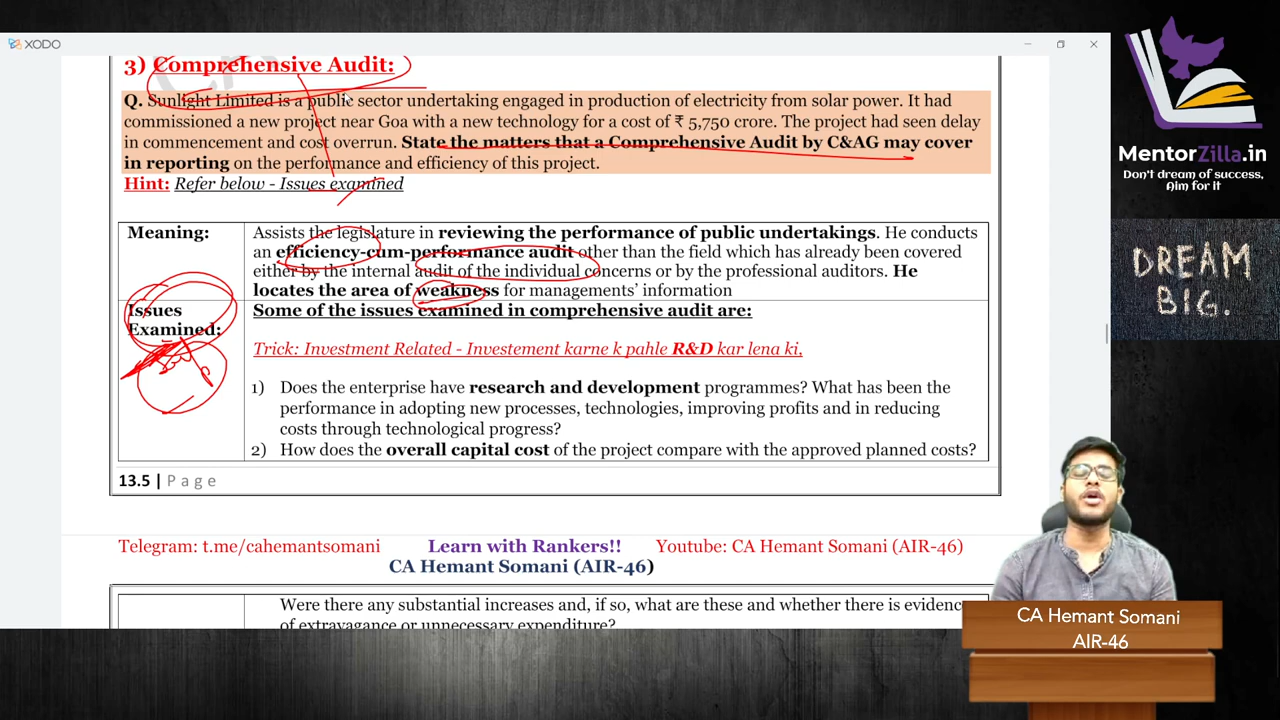 XODO
3) Comprehensive Audit:
Q. Sunlight Limited is a public sector undertaking engaged in production of electricity from solar power. It had
commissioned a new project near Goa with a new technology for a cost of ₹ 5,750 crore. The project had seen delay
in commencement and cost overrun. State the matters that a Comprehensive Audit by C&AG may cover
in reporting on the performance and efficiency of this project.
Hint: Refer below - Issues examined
Meaning:
Assists the legislature in reviewing the performance of public undertakings. He conducts
an efficiency-cum-performance audit other than the field which has already been covered
either by the internal audit of the individual concerns or by the professional auditors. He
locates the area of weakness for managements' information
Issues
Examined:
Some of the issues examined in comprehensive audit are:
Trick: Investment Related - Investement karne k pahle R&D kar lena ki,
1) Does the enterprise have research and development programmes? What has been the
performance in adopting new processes, technologies, improving profits and in reducing
costs through technological progress?
2) How does the overall capital cost of the project compare with the approved planned costs?
13.5 | Page
Telegram: t.me/cahemantsomani Learn with Rankers!! Youtube: CA Hemant Somani (AIR-46)
CA Hemant Somani (AIR-46)
Were there any substantial increases and, if so, what are these and whether there is evidenc
of extravagance or unnecessary expenditure?
MentorZilla.in
Don't dream of success,
Aim for it
DREAM
BIG.
CA Hemant Somani
AIR-46